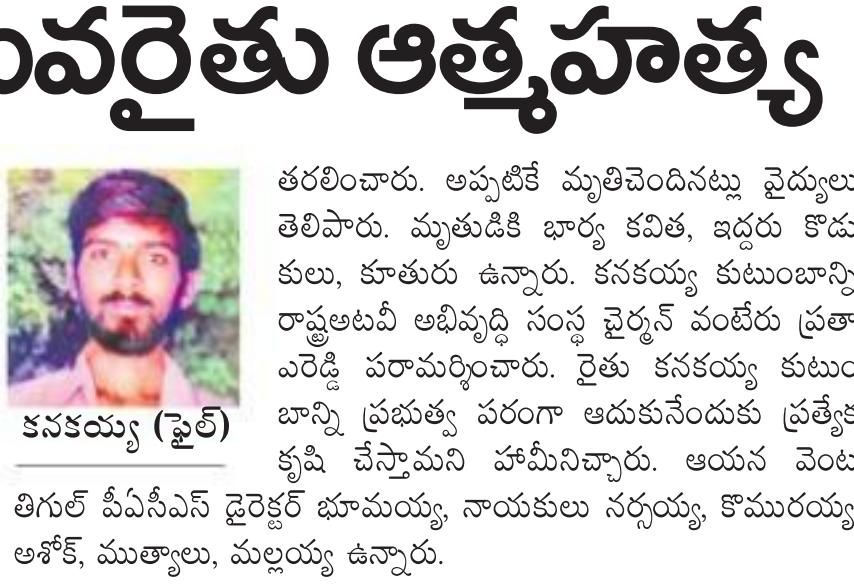 వరైతు ఆత్మహత్య
తరలించారు. అప్పటికే మృతిచెందినట్లు వైద్యులు
తెలిపారు. మృతుడికి భార్య కవిత, ఇద్దరు కొడు
కులు, కూతురు ఉన్నారు. కనకయ్య కుటుంబాన్ని
రాష్ట్రఅటవీ అభివృద్ధి సంస్థ చైర్మన్ వంటేరు ప్రతా
ఎరెడ్డి పరామర్శించారు. రైతు కనకయ్య కుటుం
బాన్ని ప్రభుత్వ పరంగా ఆదుకునేందుకు ప్రత్యేక
కృషి చేస్తామని హామీనిచ్చారు. ఆయన వెంట
కనకయ్య (ఫైల్)
తిగుల్ పీఏసీఎస్ డైరెక్టర్ భూమయ్య, నాయకులు నర్సయ్య, కొమురయ్య
అశోక్, ముత్యాలు, మల్లయ్య ఉన్నారు.